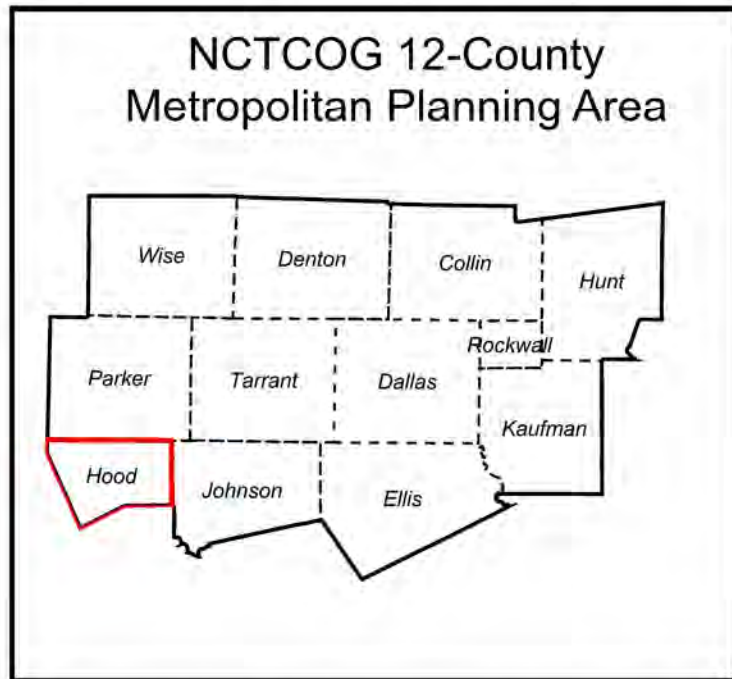 NCTCOG 12-County
Metropolitan Planning Area
Wise
Denton
Collin
Hunt
Rockwall
Parker
Tarrant
Dallas
Kaufman
Hood
Johnson
Ellis